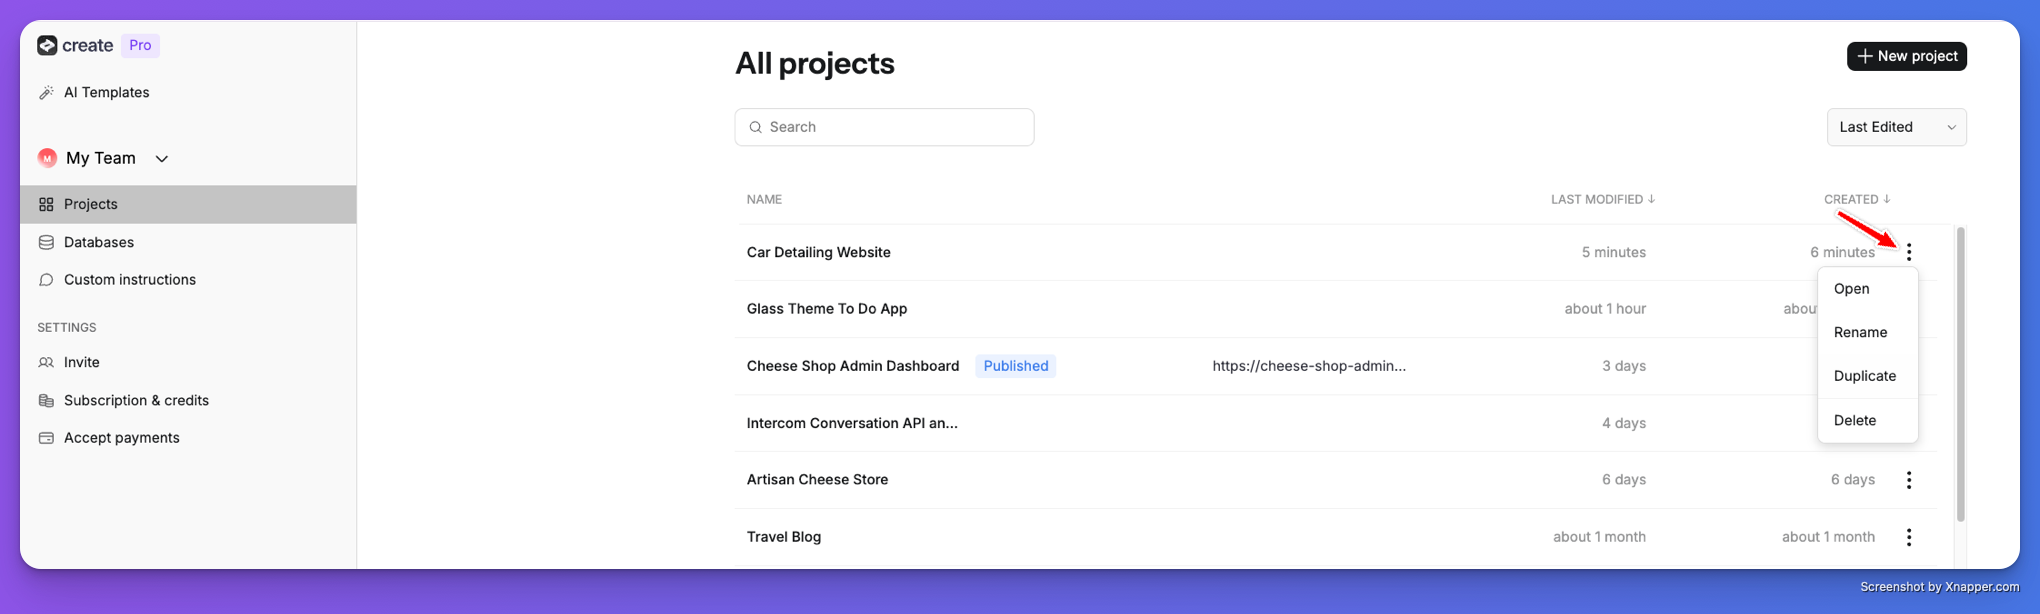 create Pro
AI Templates
M My Team
Projects
Databases
Custom instructions
SETTINGS
Invite
Subscription & credits
Accept payments
All projects
New project
Search
Last Edited
NAME LAST MODIFIED ↓ CREATED ↓
Car Detailing Website 5 minutes 6 minutes
Glass Theme To Do App about 1 hour abou
Cheese Shop Admin Dashboard Published https://cheese-shop-admin... 3 days
Intercom Conversation API an... 4 days
Artisan Cheese Store 6 days 6 days
Travel Blog about 1 month about 1 month
Open
Rename
Duplicate
Delete
Screenshot by Xnapper.com